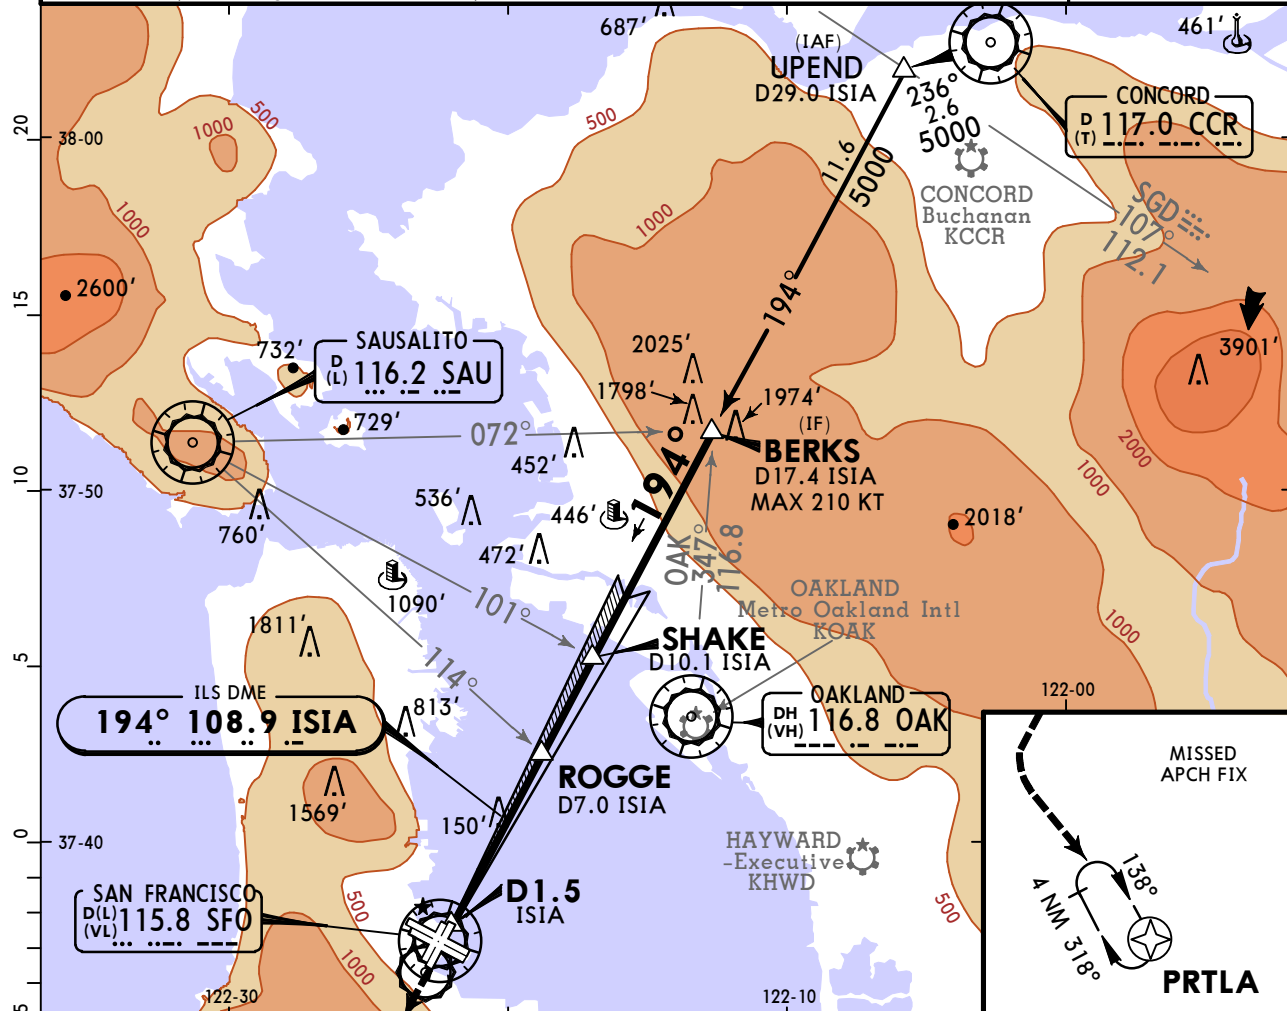 687'
(IAF)
UPEND
D29.0 ISIA
461'
236°
2.6
5000
CONCORD
D
(T)
117.0 CCR
20
38-00
500
1000
500
11.6
5000
CONCORD
Buchanan
KCCR
SGD
107°
112.1
1000
1000
2600'
15
194°
3901'
732'
SAUSALITO
D
(L)
116.2 SAU
2025'
1798'
1974'
(IF)
BERKS
D17.4 ISIA
MAX 210 KT
729'
072°
452'
194°
2000
1000
10
37-50
536'
446'
760'
472'
2018'
OAK
347°
116.8
1090'
101°
OAKLAND
Metro Oakland Intl
KOAK
1000
1811'
SHAKE
D10.1 ISIA
5
114°
ILS DME
194° 108.9 ISIA
813'
OAKLAND
DH
(VH)
116.8 OAK
122-00
MISSED
APCH FIX
ROGGE
D7.0 ISIA
1569'
150'
0
37-40
HAYWARD
-Executive
KHWD
138°
4 NM
318°
PRTLA
SAN FRANCISCO
D(L)
(VL)
115.8 SFO
500
D1.5
ISIA
500
1000
122-30
122-10
5